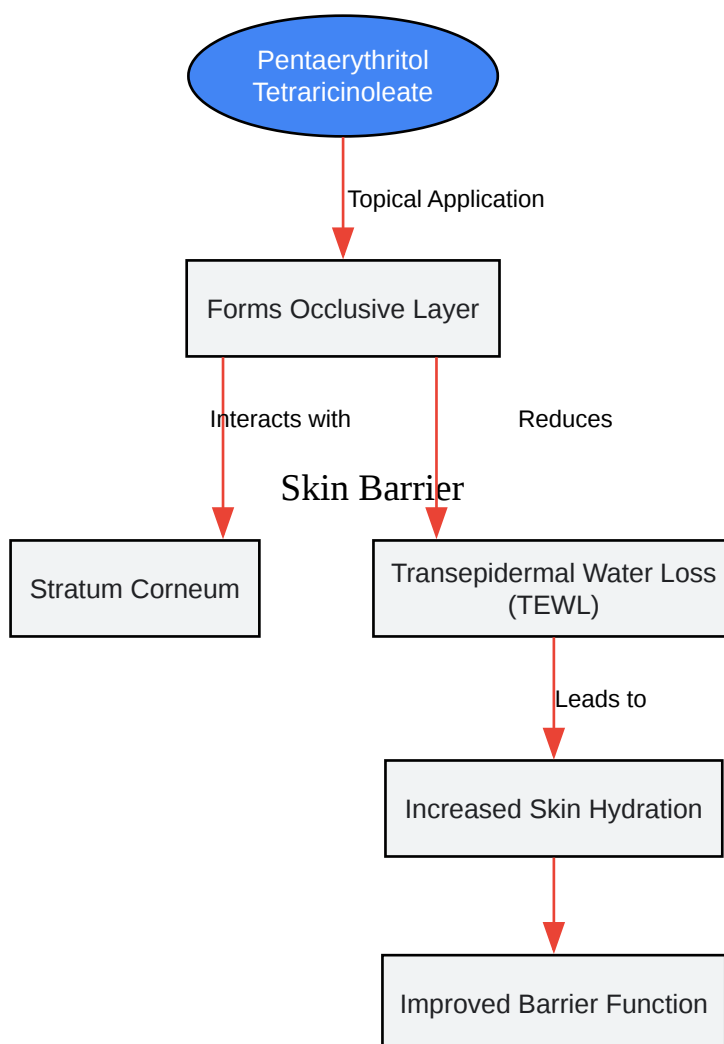 Pentaerythritol
Tetraricinoleate
Topical Application
Forms Occlusive Layer
Interacts with
Reduces
Skin Barrier
Stratum Corneum
Transepidermal Water Loss
(TEWL)
Leads to
Increased Skin Hydration
Improved Barrier Function